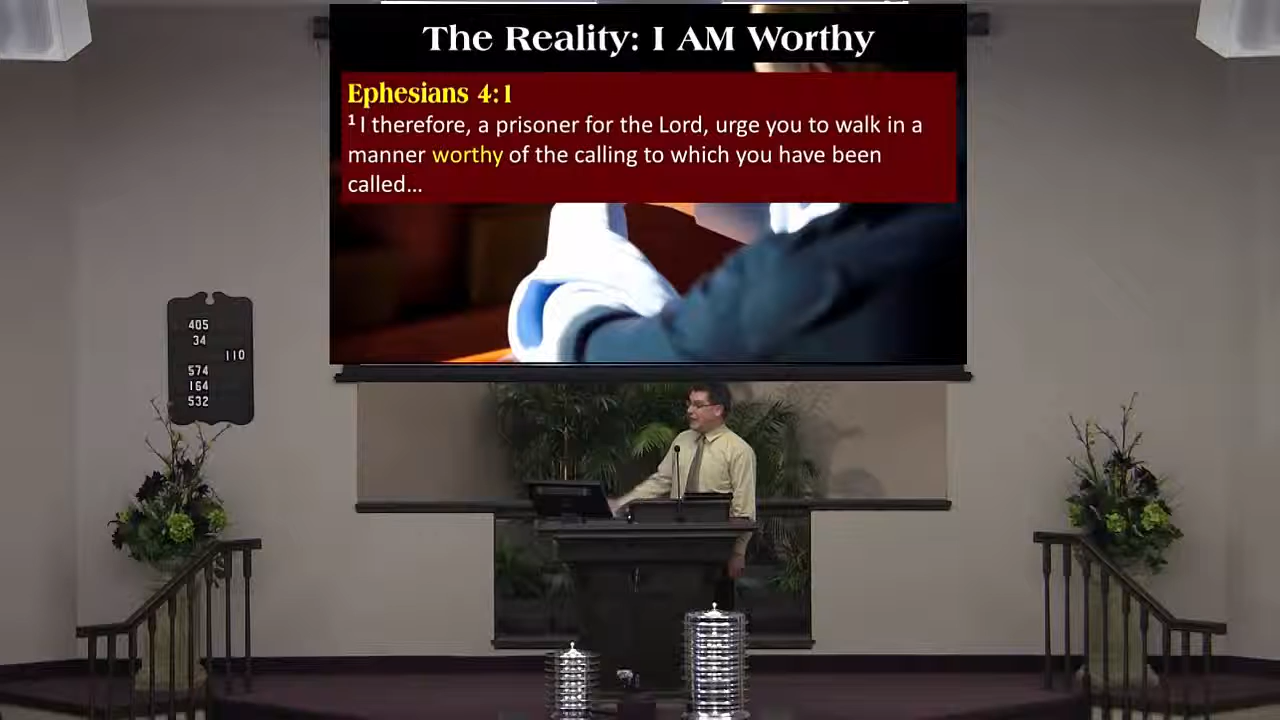 The Reality: I AM Worthy
Ephesians 4:1
1 I therefore, a prisoner for the Lord, urge you to walk in a
manner worthy of the calling to which you have been
called…
405
34
110
574
164
532